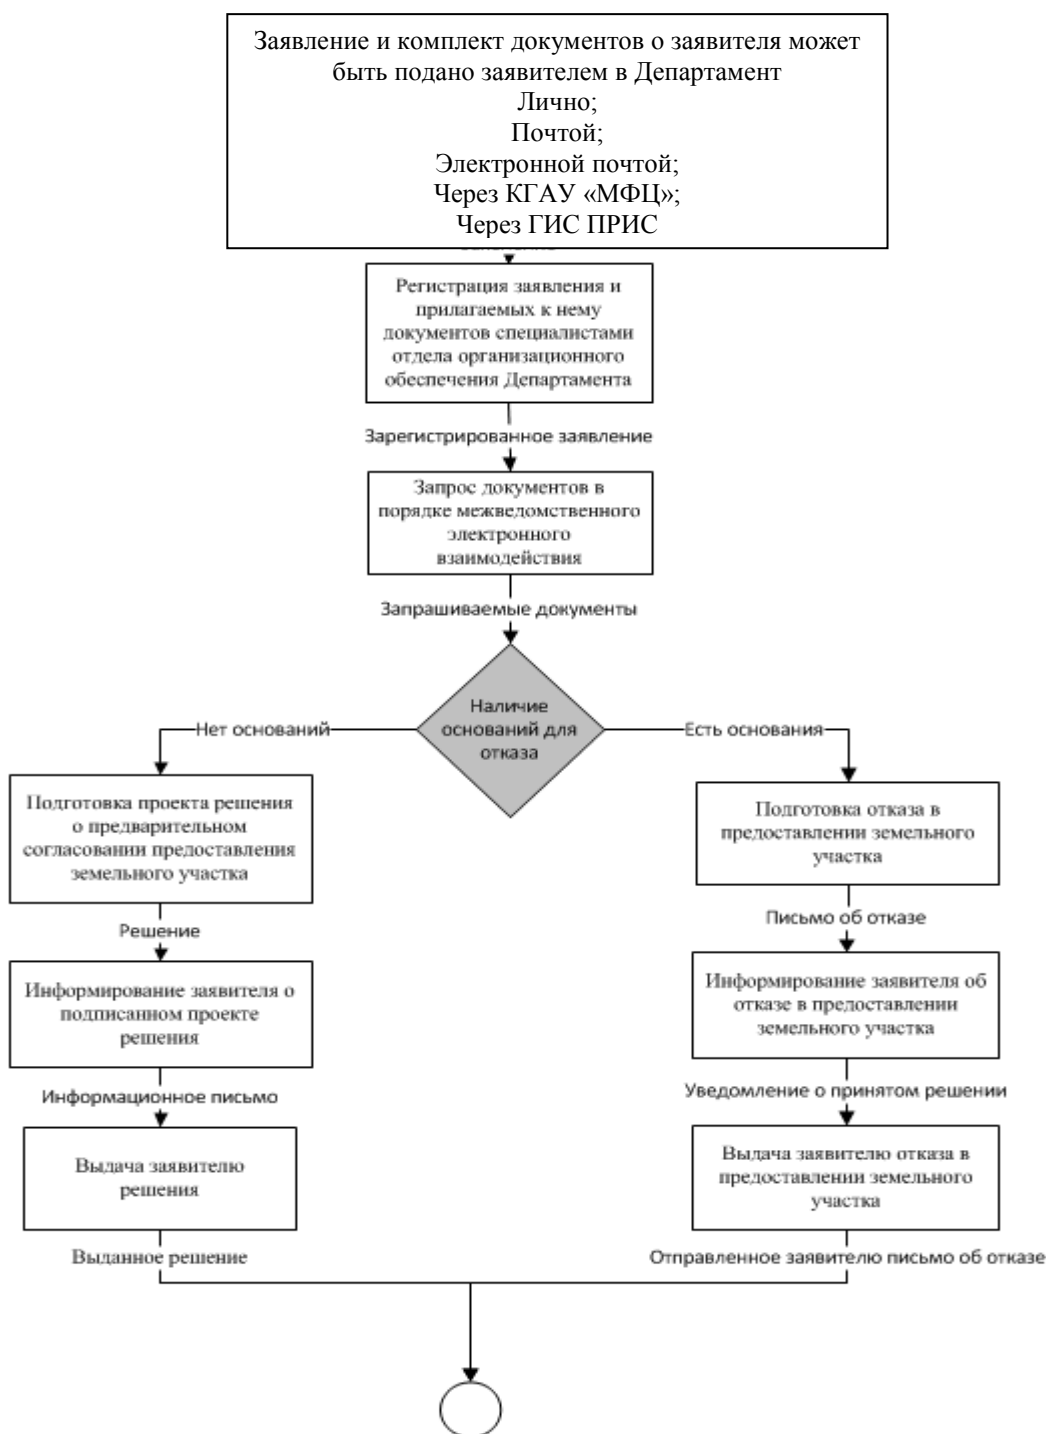 Заявление и комплект документов о заявителя может
быть подано заявителем в Департамент
Лично;
Почтой;
Электронной почтой;
Через КГАУ «МФЦ»;
Через ГИС ПРИС
Регистрация заявления и
прилагаемых к нему
документов специалистами
отдела организационного
обеспечения Департамента
Зарегистрированное заявление
Запрос документов в
порядке межведомственного
электронного
взаимодействия
Запрашиваемые документы
Наличие
оснований для
отказа
Нет оснований
Есть основания
Подготовка проекта решения
о предварительном
согласовании предоставления
земельного участка
Решение
Информирование заявителя о
подписанном проекте
решения
Информационное письмо
Выдача заявителю
решения
Выданное решение
Подготовка отказа в
предоставлении земельного
участка
Письмо об отказе
Информирование заявителя об
отказе в предоставлении
земельного участка
Уведомление о принятом решении
Выдача заявителю отказа в
предоставлении земельного
участка
Отправленное заявителю письмо об отказе